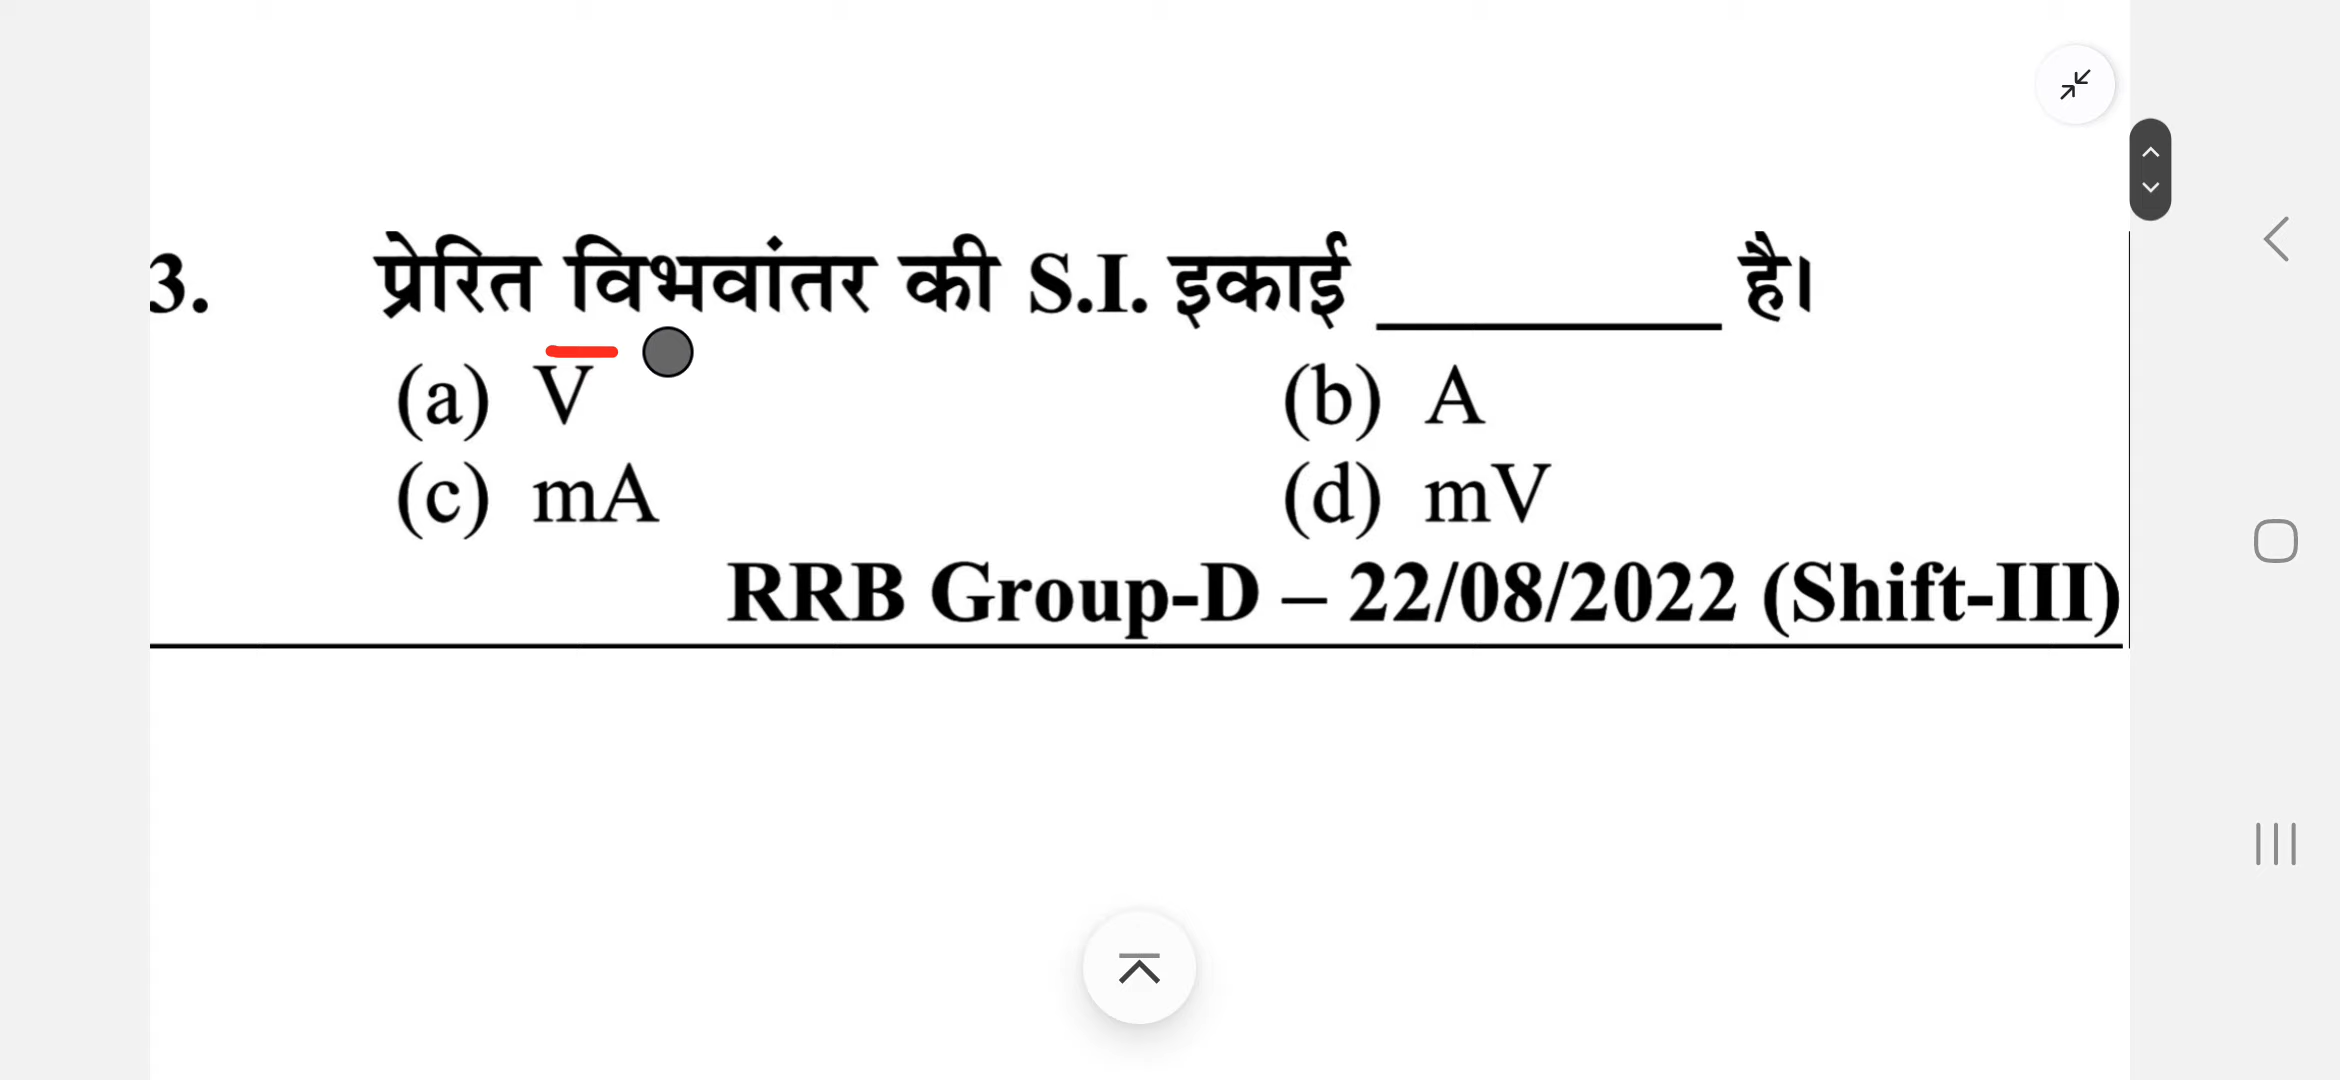 3. प्रेरित विभवांतर की S.I. इकाई ________ है।
(a) V (b) A
(c) mA (d) mV
RRB Group-D – 22/08/2022 (Shift-III)